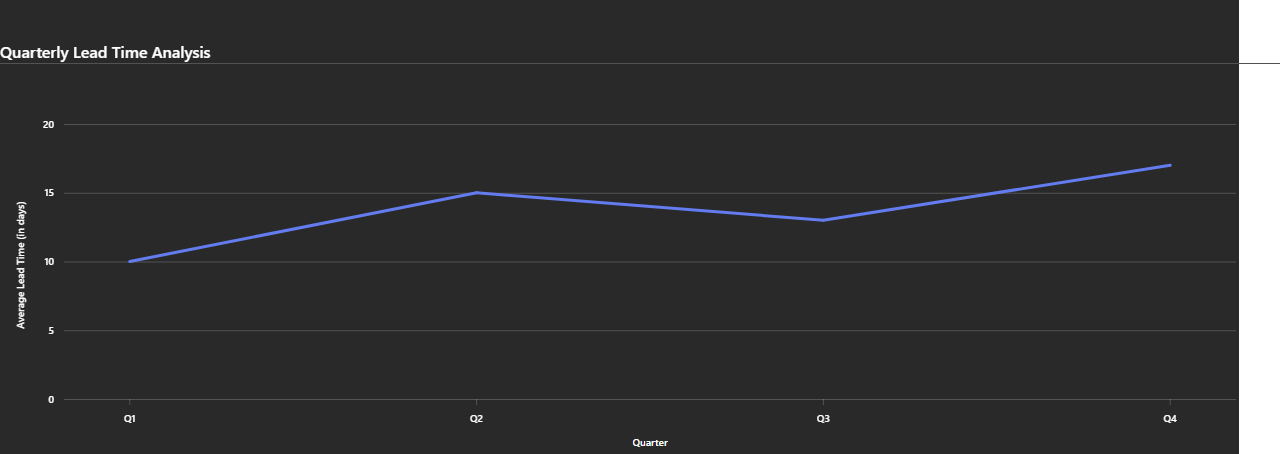 Quarterly Lead Time Analysis
20
15
10
5
0
Average Lead Time (in days)
Q1 Q2 Q3 Q4
Quarter